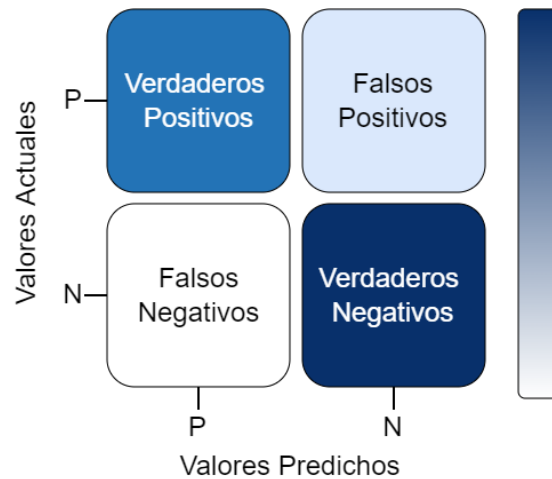 Valores Actuales
P
Verdaderos
Positivos
Falsos
Positivos
N
Falsos
Negativos
Verdaderos
Negativos
P
N
Valores Predichos